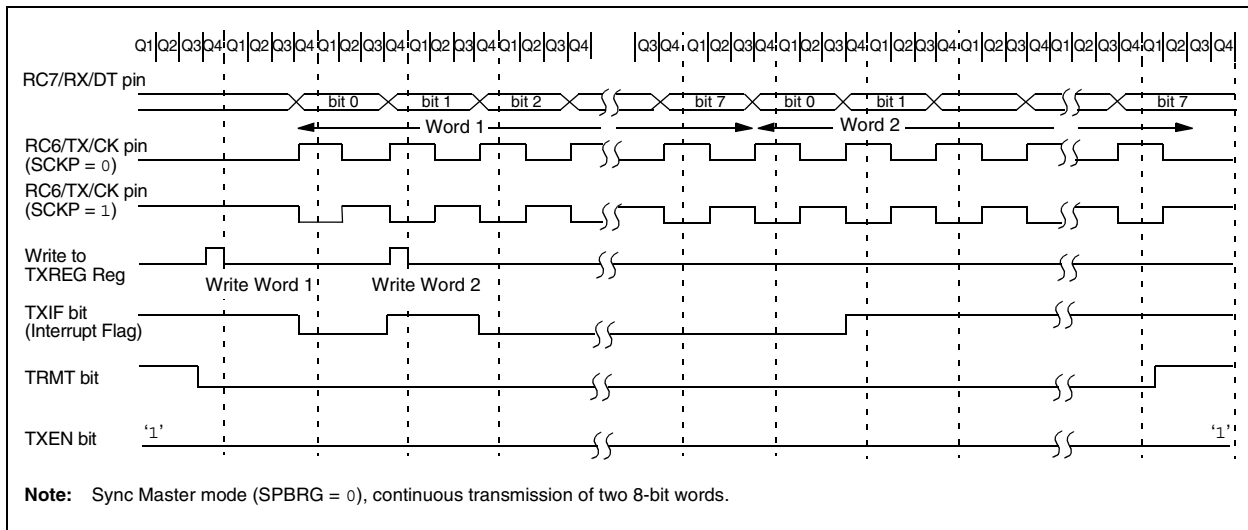 Q1 Q2 Q3 Q4 Q1 Q2 Q3 Q4 Q1 Q2 Q3 Q4 Q1 Q2 Q3 Q4 Q1 Q2 Q3 Q4 Q3 Q4 Q1 Q2 Q3 Q4 Q1 Q2 Q3 Q4 Q1 Q2 Q3 Q4 Q1 Q2 Q3 Q4 Q1 Q2 Q3 Q4
RC7/RX/DT pin
bit 0 bit 1 bit 2 bit 7 bit 0 bit 1 bit 7
Word 1 Word 2
RC6/TX/CK pin
(SCKP = 0)
RC6/TX/CK pin
(SCKP = 1)
Write to
TXREG Reg
Write Word 1 Write Word 2
TXIF bit
(Interrupt Flag)
TRMT bit
TXEN bit
‘1’ ‘1’
Note: Sync Master mode (SPBRG = 0), continuous transmission of two 8-bit words.